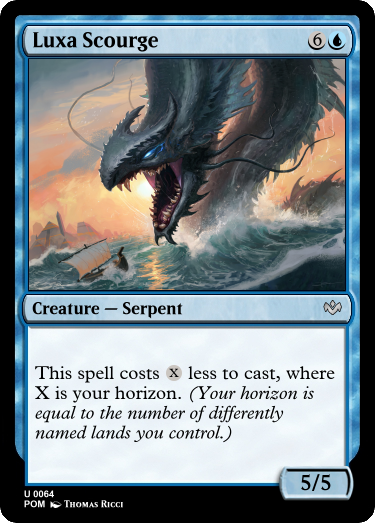 Luxa Scourge 6
Creature — Serpent
This spell costs X less to cast, where
X is your horizon. (Your horizon is
equal to the number of differently
named lands you control.)
5/5
U 0064
POM Thomas Ricci